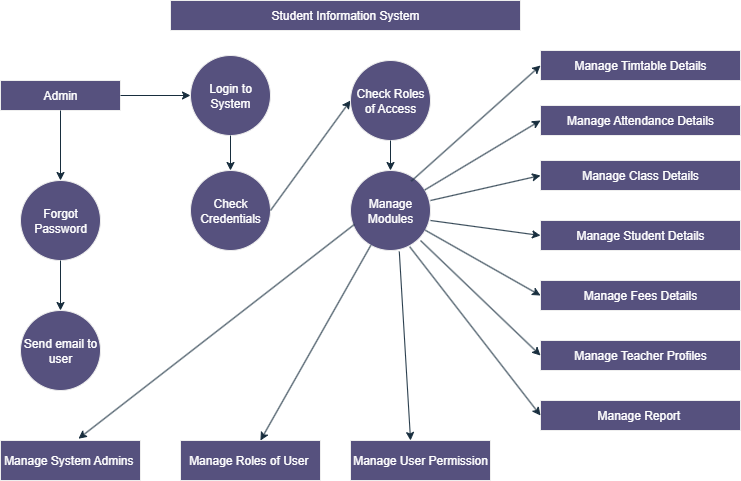 Student Information System
Admin
Login to
System
Check Roles
of Access
Manage Timtable Details
Manage Attendance Details
Manage Class Details
Forgot
Password
Check
Credentials
Manage
Modules
Manage Student Details
Manage Fees Details
Send email to
user
Manage Teacher Profiles
Manage Report
Manage System Admins
Manage Roles of User
Manage User Permission